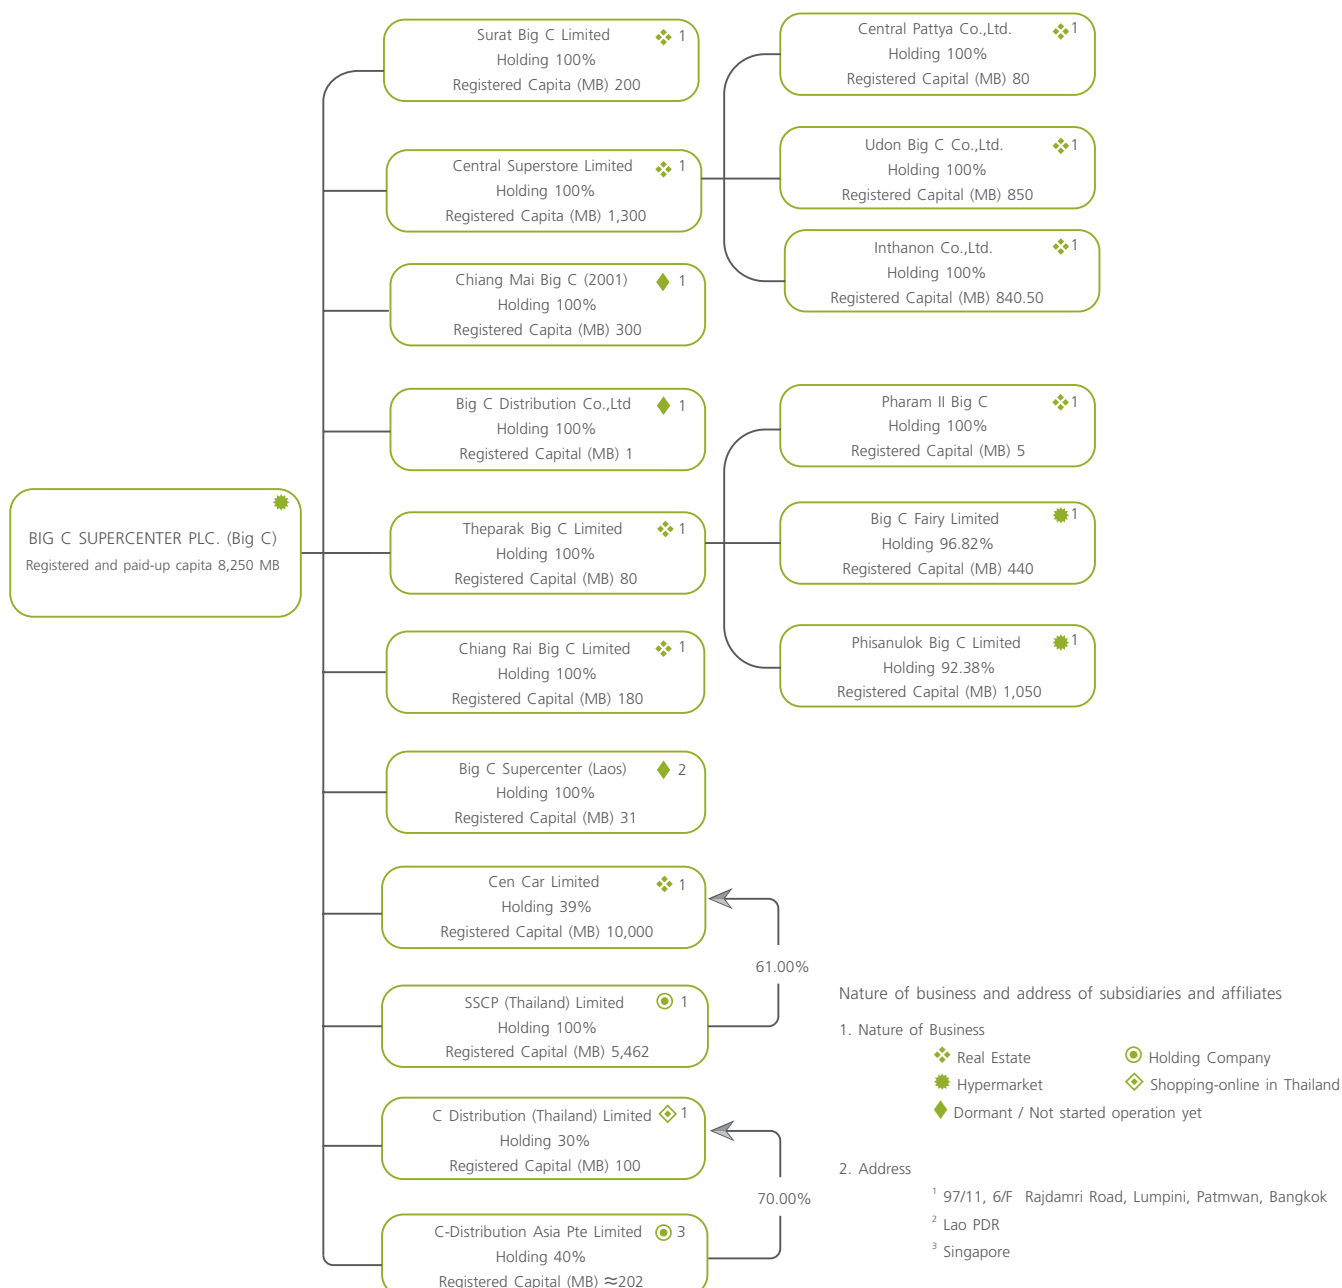 Surat Big C Limited 1
Holding 100%
Registered Capita (MB) 200
Central Pattya Co.,Ltd. 1
Holding 100%
Registered Capital (MB) 80
Central Superstore Limited 1
Holding 100%
Registered Capita (MB) 1,300
Udon Big C Co.,Ltd. 1
Holding 100%
Registered Capital (MB) 850
Inthanon Co.,Ltd. 1
Holding 100%
Registered Capital (MB) 840.50
Chiang Mai Big C (2001) 1
Holding 100%
Registered Capita (MB) 300
Big C Distribution Co.,Ltd 1
Holding 100%
Registered Capital (MB) 1
Pharam II Big C 1
Holding 100%
Registered Capital (MB) 5
BIG C SUPERCENTER PLC. (Big C)
Registered and paid-up capita 8,250 MB
Theparak Big C Limited 1
Holding 100%
Registered Capital (MB) 80
Big C Fairy Limited 1
Holding 96.82%
Registered Capital (MB) 440
Chiang Rai Big C Limited 1
Holding 100%
Registered Capital (MB) 180
Phisanulok Big C Limited 1
Holding 92.38%
Registered Capital (MB) 1,050
Big C Supercenter (Laos) 2
Holding 100%
Registered Capital (MB) 31
Cen Car Limited 1
Holding 39%
Registered Capital (MB) 10,000
61.00%
SSCP (Thailand) Limited 1
Holding 100%
Registered Capital (MB) 5,462
C Distribution (Thailand) Limited 1
Holding 30%
Registered Capital (MB) 100
70.00%
C-Distribution Asia Pte Limited 3
Holding 40%
Registered Capital (MB) ≈202
Nature of business and address of subsidiaries and affiliates
1. Nature of Business
Real Estate
Holding Company
Hypermarket
Shopping-online in Thailand
Dormant / Not started operation yet
2. Address
1 97/11, 6/F Rajdamri Road, Lumpini, Patmwan, Bangkok
2 Lao PDR
3 Singapore